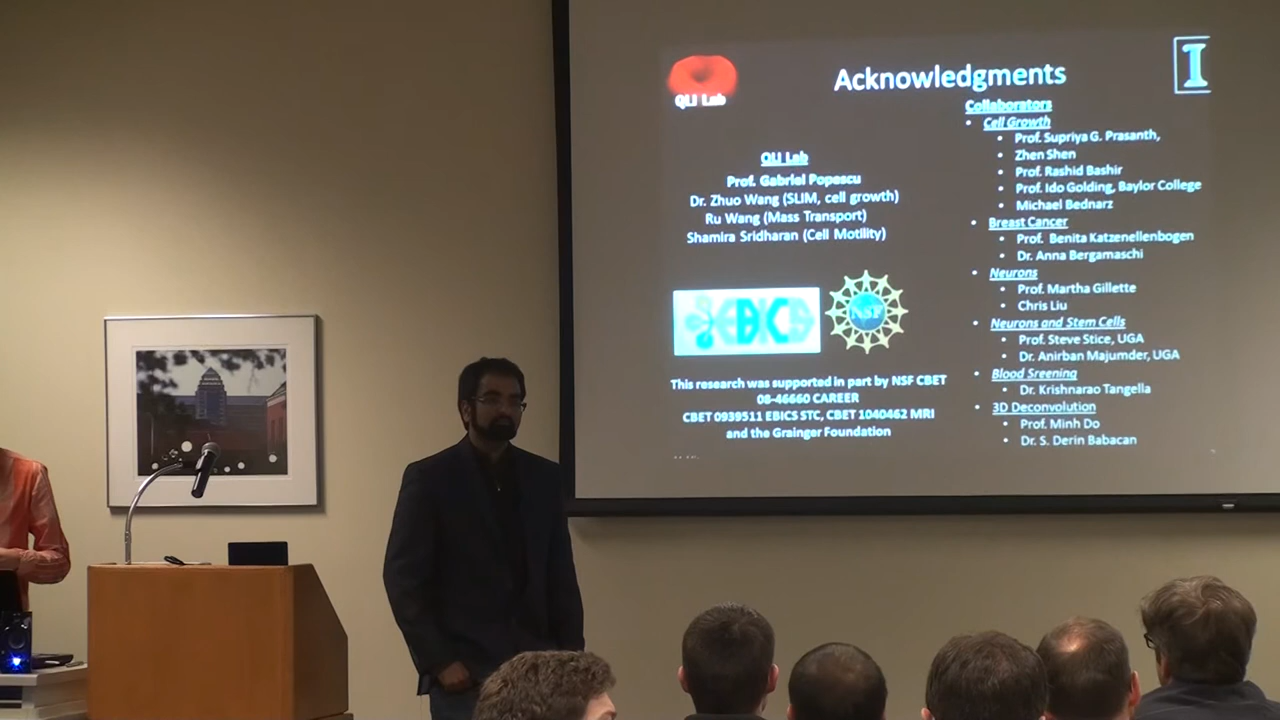 Acknowledgments
I
QLI Lab
QLI Lab
Prof. Gabriel Popescu
Dr. Zhuo Wang (SLIM, cell growth)
Ru Wang (Mass Transport)
Shamira Sridharan (Cell Motility)
EBICS
NSF
This research was supported in part by NSF CBET
08-46660 CAREER
CBET 0939511 EBICS STC, CBET 1040462 MRI
and the Grainger Foundation
Collaborators
• Cell Growth
• Prof. Supriya G. Prasanth,
• Zhen Shen
• Prof. Rashid Bashir
• Prof. Ido Golding, Baylor College
• Michael Bednarz
• Breast Cancer
• Prof. Benita Katzenellenbogen
• Dr. Anna Bergamaschi
• Neurons
• Prof. Martha Gillette
• Chris Liu
• Neurons and Stem Cells
• Prof. Steve Stice, UGA
• Dr. Anirban Majumder, UGA
• Blood Sreening
• Dr. Krishnarao Tangella
• 3D Deconvolution
• Prof. Minh Do
• Dr. S. Derin Babacan